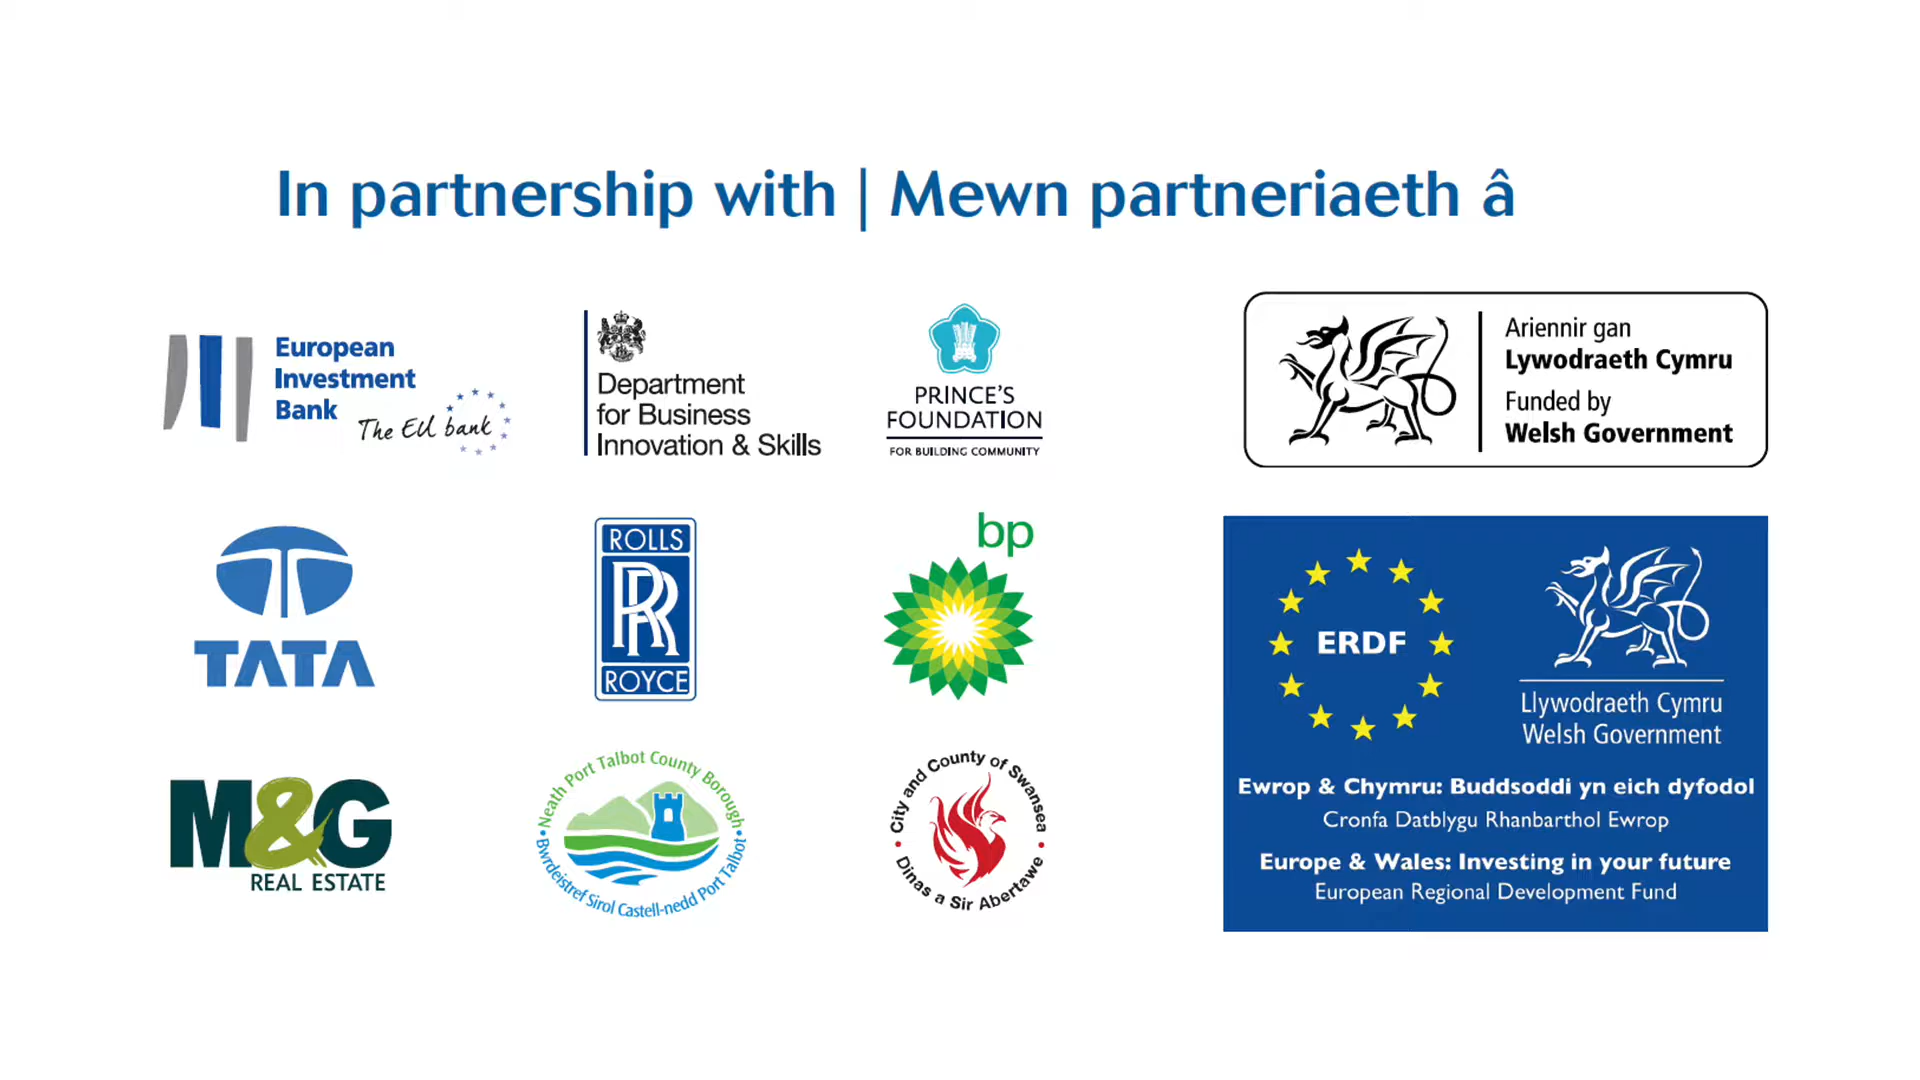 In partnership with | Mewn partneriaeth â
European
Investment
Bank
The EU bank
Department
for Business
Innovation & Skills
PRINCE'S
FOUNDATION
FOR BUILDING COMMUNITY
Ariennir gan
Lywodraeth Cymru
Funded by
Welsh Government
TATA
ROLLS
RR
ROYCE
bp
ERDF
Llywodraeth Cymru
Welsh Government
Ewrop & Chymru: Buddsoddi yn eich dyfodol
Cronfa Datblygu Rhanbarthol Ewrop
Europe & Wales: Investing in your future
European Regional Development Fund
M&G
REAL ESTATE
Neath Port Talbot County Borough
Bwrdeistref Sirol Castell-nedd Port Talbot
City and County of Swansea
Dinas a Sir Abertawe